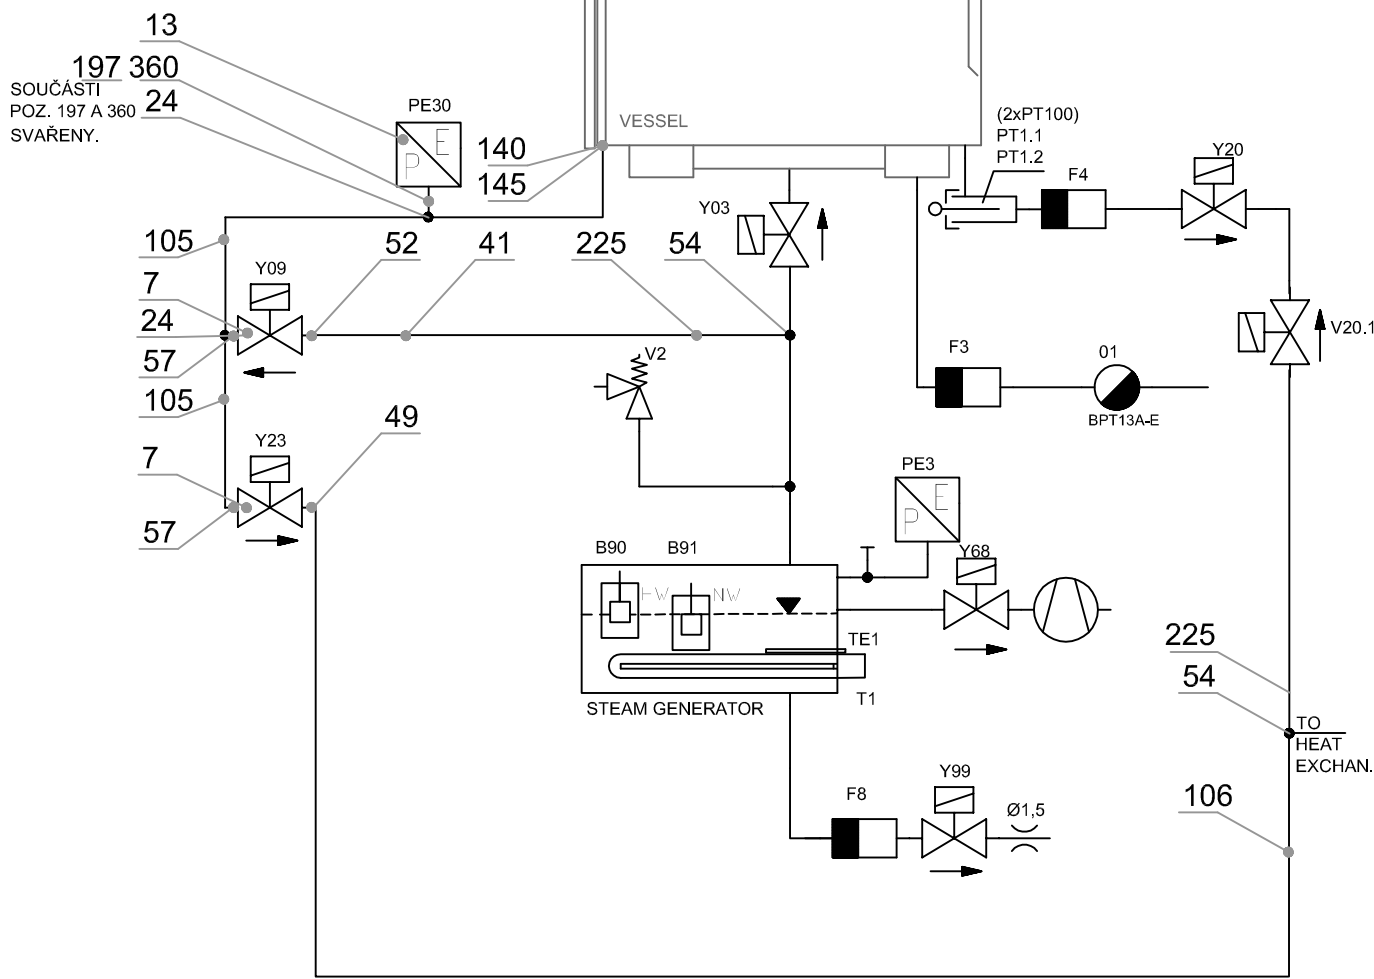 13
197 360
SOUČÁSTI
POZ. 197 A 360
SVAŘENY.
24
PE30
E
P
VESSEL
140
145
(2xPT100)
PT1.1
PT1.2
F4
Y20
Y03
105
52
41
225
54
Y09
7
24
57
V20.1
F3
01
BPT13A-E
V2
105
49
Y23
7
57
PE3
E
P
B90
B91
Y68
HW
NW
TE1
T1
STEAM GENERATOR
225
54
TO
HEAT
EXCHAN.
F8
Y99
Ø1,5
106